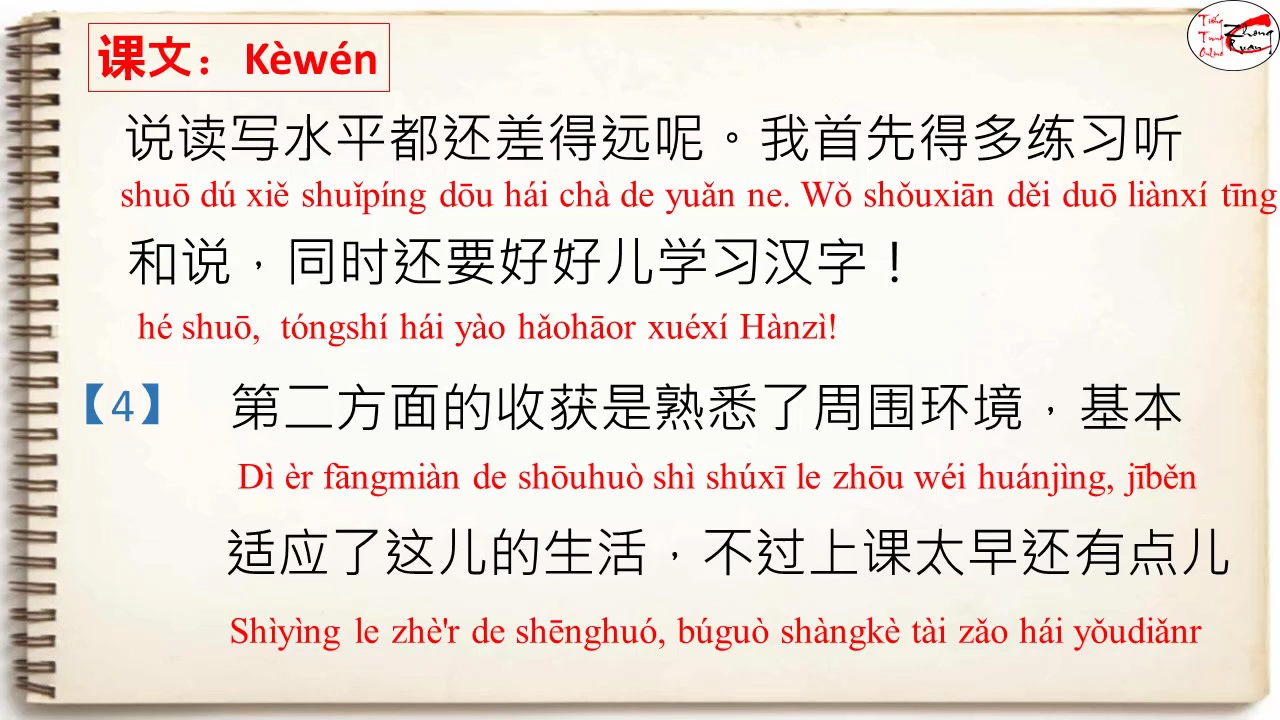 课文：Kèwén
说读写水平都还差得远呢。我首先得多练习听
shuō dú xiě shuǐpíng dōu hái chà de yuǎn ne. Wǒ shǒuxiān děi duō liànxí tīng
和说，同时还要好好儿学习汉字！
hé shuō, tóngshí hái yào hǎohāor xuéxí Hànzì!
【4】 第二方面的收获是熟悉了周围环境，基本
Dì èr fāngmiàn de shōuhuò shì shúxī le zhōu wéi huánjìng, jīběn
适应了这儿的生活，不过上课太早还有点儿
Shìyìng le zhè'r de shēnghuó, búguò shàngkè tài zǎo hái yǒudiǎnr
Tiếng
Trung
Online
Zhong
Ruan